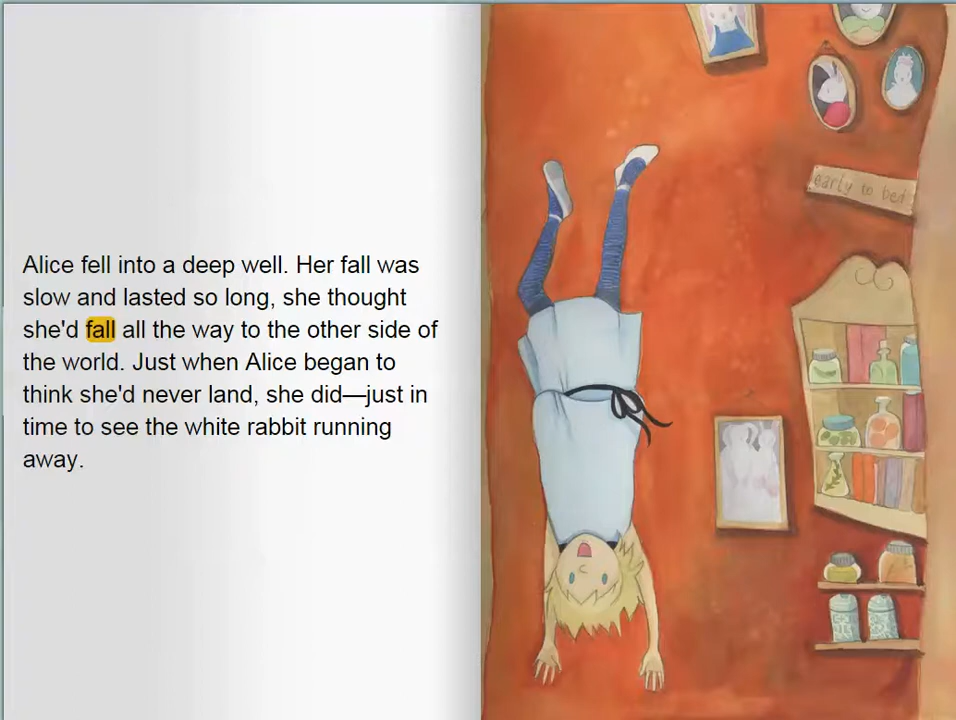 Alice fell into a deep well. Her fall was
slow and lasted so long, she thought
she'd fall all the way to the other side of
the world. Just when Alice began to
think she'd never land, she did—just in
time to see the white rabbit running
away.
early to bed